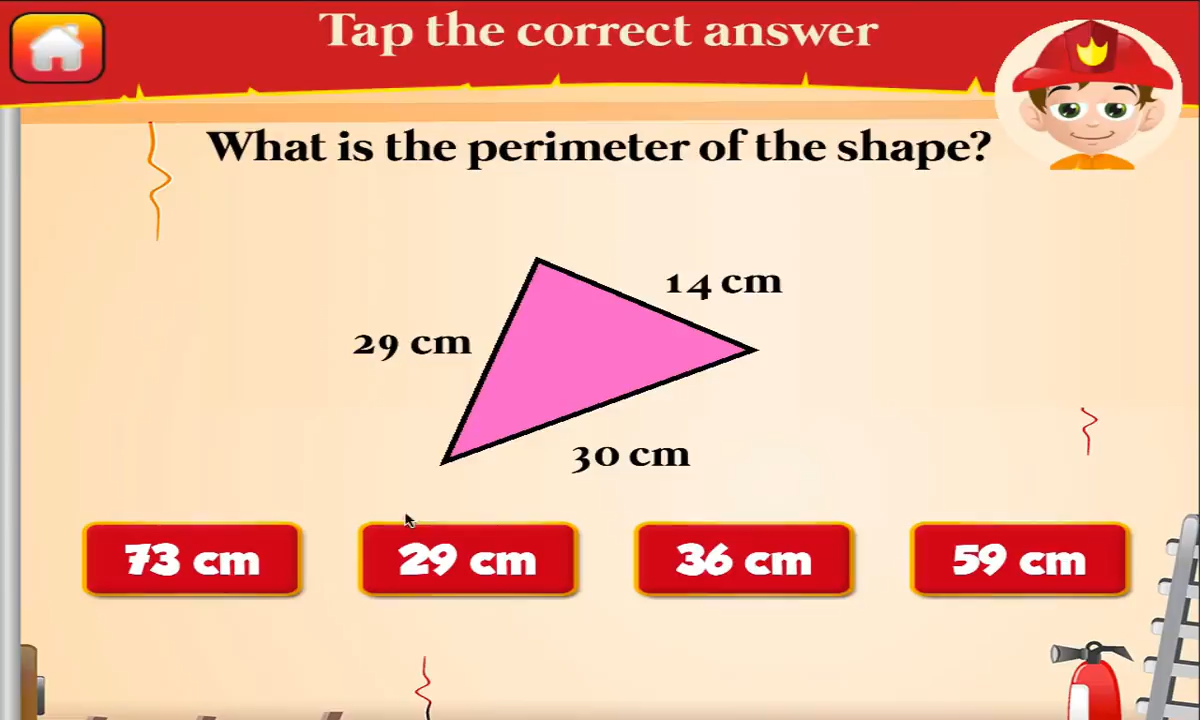 Tap the correct answer
What is the perimeter of the shape?
14 cm
29 cm
30 cm
73 cm
29 cm
36 cm
59 cm